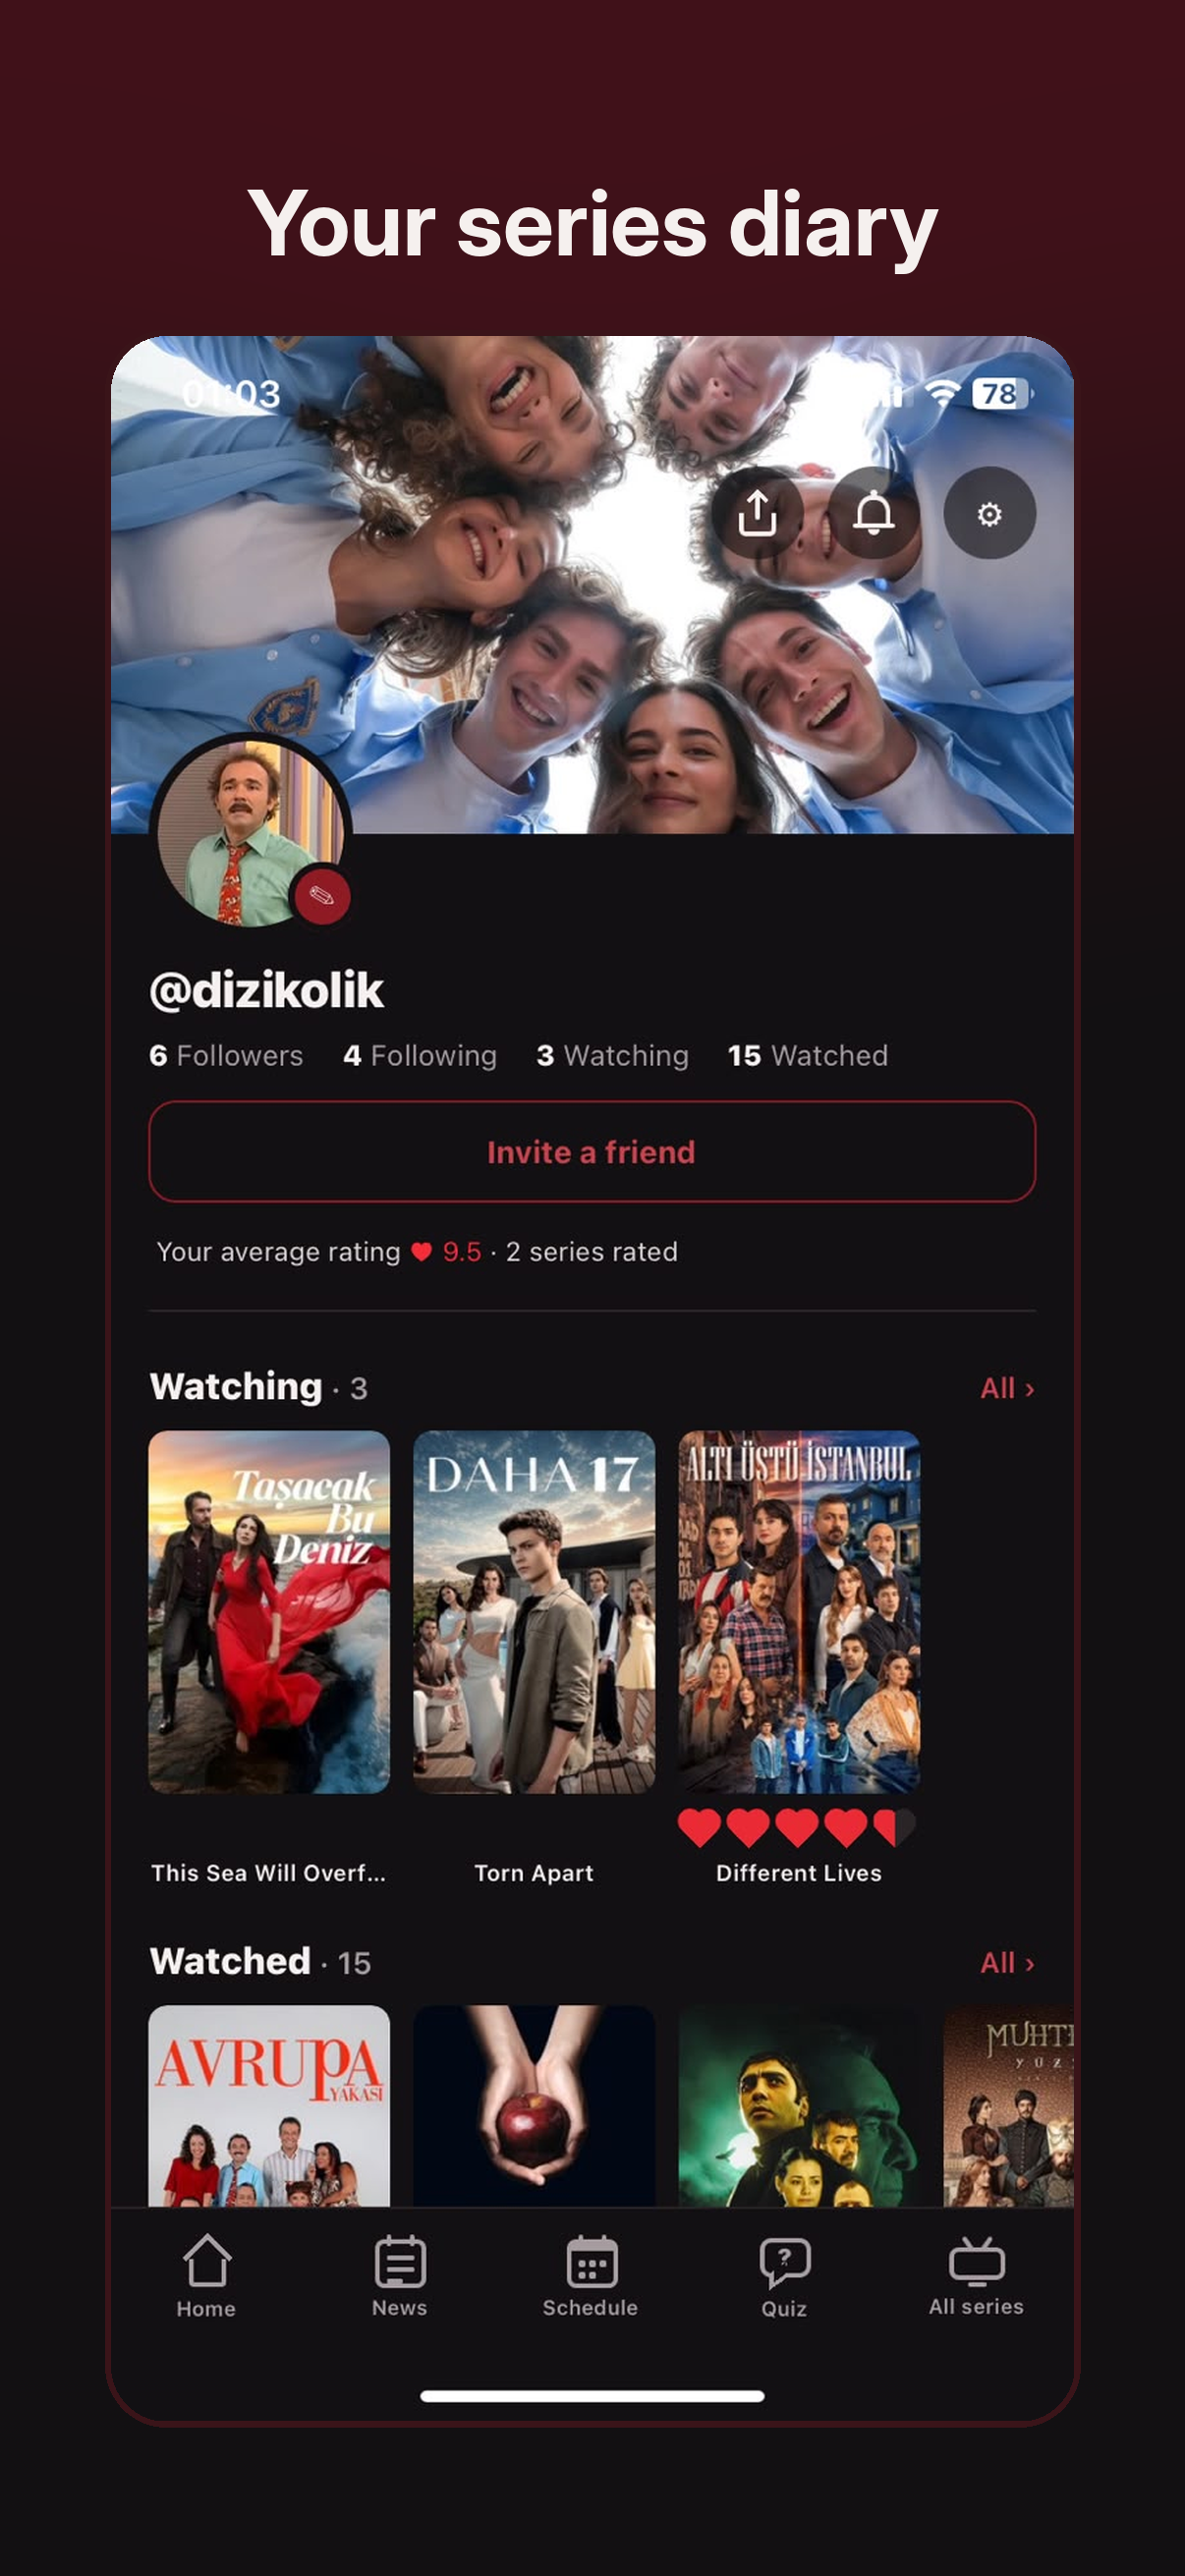 Your series diary
01:03
78
@dizikolik
6 Followers 4 Following 3 Watching 15 Watched
Invite a friend
Your average rating ♥ 9.5 · 2 series rated
Watching · 3
All ›
Taşacak
Bu
Deniz
DAHA 17
ALTI ÜSTÜ İSTANBUL
This Sea Will Overf...
Torn Apart
Different Lives
Watched · 15
All ›
AVRUPA
YAKASI
MUHTE
YÜZ
Home
News
Schedule
Quiz
All series